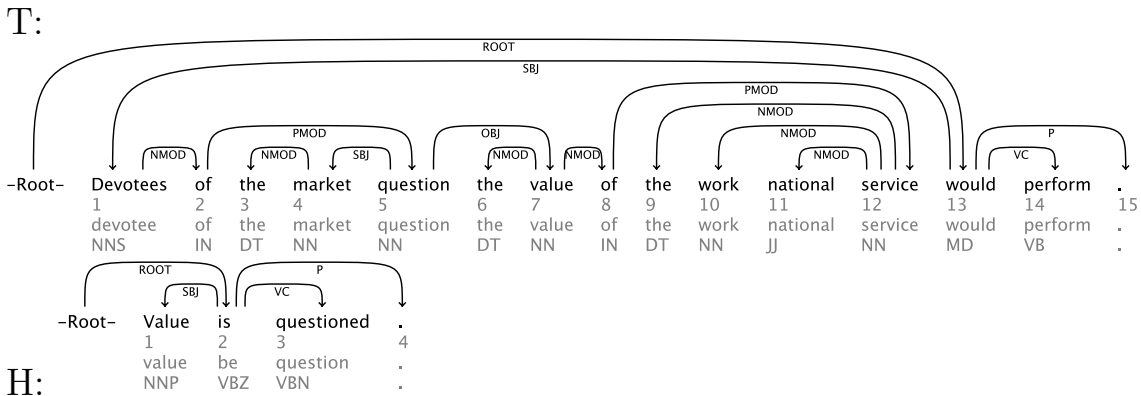 T:
ROOT
SBJ
PMOD
NMOD
PMOD OBJ NMOD P
NMOD NMOD SBJ NMOD NMOD NMOD VC
–Root– Devotees of the market question the value of the work national service would perform .
1 2 3 4 5 6 7 8 9 10 11 12 13 14 15
devotee of the market question the value of the work national service would perform .
NNS IN DT NN NN DT NN IN DT NN JJ NN MD VB .
ROOT P
SBJ VC
–Root– Value is questioned .
1 2 3 4
value be question .
NNP VBZ VBN .
H: